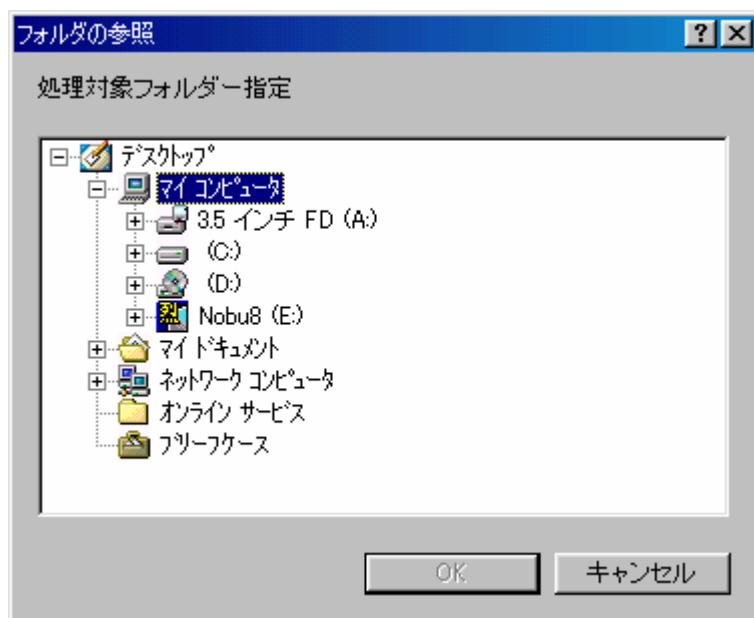 フォルダの参照
処理対象フォルダー指定
デスクトップ
マイ コンピュータ
3.5 インチ FD (A:)
(C:)
(D:)
Nobu8 (E:)
マイ ドキュメント
ネットワーク コンピュータ
オンライン サービス
ブリーフケース
OK キャンセル